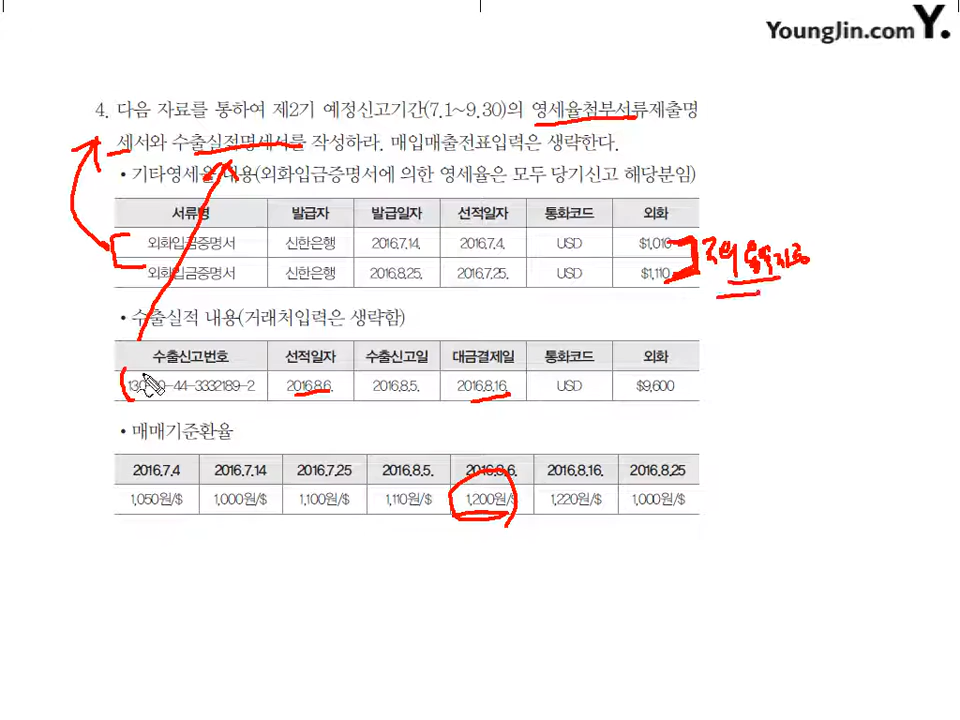 YoungJin.com Y.
4. 다음 자료를 통하여 제2기 예정신고기간(7.1~9.30)의 영세율첨부서류제출명
세서와 수출실적명세서를 작성하라. 매입매출전표입력은 생략한다.
• 기타영세율 내용(외화입금증명서에 의한 영세율은 모두 당기신고 해당분임)
서류명 발급자 발급일자 선적일자 통화코드 외화
외화입금증명서 신한은행 2016.7.14. 2016.7.4. USD $1,010
외화입금증명서 신한은행 2016.8.25. 2016.7.25. USD $1,110
• 수출실적 내용(거래처입력은 생략함)
수출신고번호 선적일자 수출신고일 대금결제일 통화코드 외화
-44-3332189-2 2016.8.6. 2016.8.5. 2016.8.16. USD $9,600
• 매매기준환율
2016.7.4 2016.7.14 2016.7.25 2016.8.5. 2016.8.6. 2016.8.16. 2016.8.25
1,050원/$ 1,000원/$ 1,100원/$ 1,110원/$ 1,200원/$ 1,220원/$ 1,000원/$